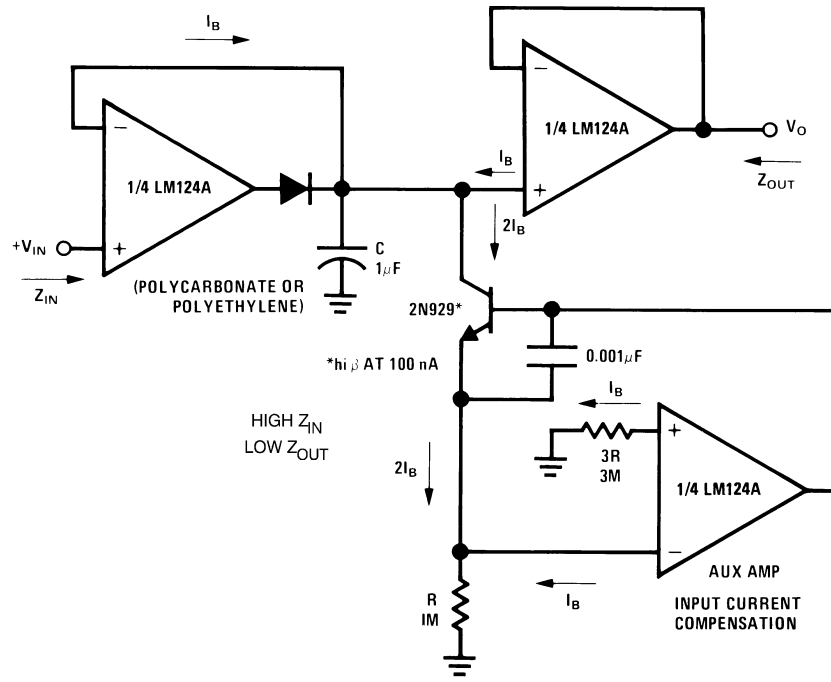 I_B
−
1/4 LM124A
+
+V_IN
Z_IN
C
1μF
(POLYCARBONATE OR
POLYETHYLENE)
−
1/4 LM124A
+
I_B
V_O
Z_OUT
2I_B
2N929*
*hi β AT 100 nA
0.001μF
HIGH Z_IN
LOW Z_OUT
2I_B
I_B
3R
3M
+
1/4 LM124A
−
I_B
R
1M
AUX AMP
INPUT CURRENT
COMPENSATION